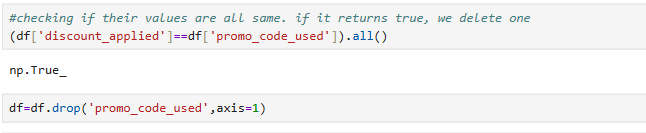 #checking if their values are all same. if it returns true, we delete one
(df['discount_applied']==df['promo_code_used']).all()
np.True_
df=df.drop('promo_code_used',axis=1)